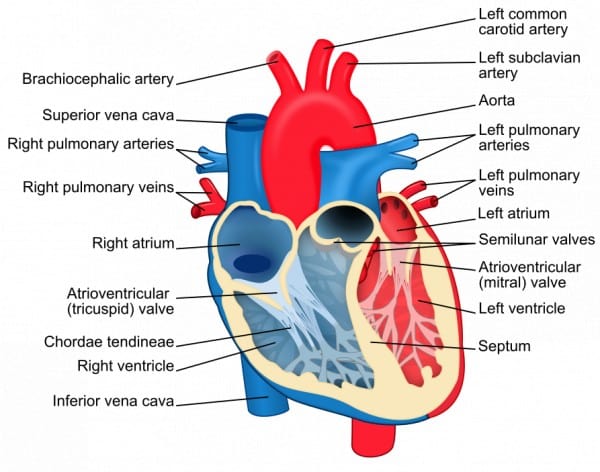 Left common
carotid artery
Left subclavian
artery
Brachiocephalic artery
Aorta
Superior vena cava
Right pulmonary arteries
Left pulmonary
arteries
Right pulmonary veins
Left pulmonary
veins
Left atrium
Right atrium
Semilunar valves
Atrioventricular
(mitral) valve
Atrioventricular
(tricuspid) valve
Left ventricle
Chordae tendineae
Septum
Right ventricle
Inferior vena cava